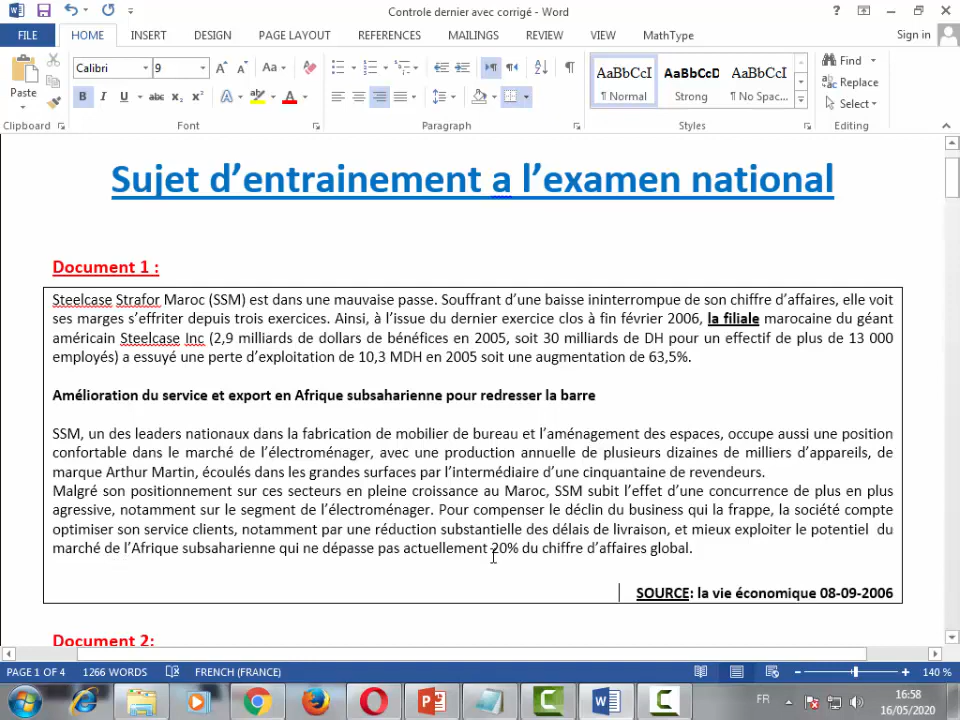 Controle dernier avec corrigé - Word
FILE HOME INSERT DESIGN PAGE LAYOUT REFERENCES MAILINGS REVIEW VIEW MathType Sign in
Paste
Calibri 9
Aa
B I U abc x₂ x² A A
AaBbCcI AaBbCcD AaBbCcI
¶ Normal Strong ¶ No Spac...
Find
Replace
Select
Clipboard Font Paragraph Styles Editing
Sujet d’entrainement a l’examen national
Document 1 :
Steelcase Strafor Maroc (SSM) est dans une mauvaise passe. Souffrant d’une baisse ininterrompue de son chiffre d’affaires, elle voit
ses marges s’effriter depuis trois exercices. Ainsi, à l’issue du dernier exercice clos à fin février 2006, la filiale marocaine du géant
américain Steelcase Inc (2,9 milliards de dollars de bénéfices en 2005, soit 30 milliards de DH pour un effectif de plus de 13 000
employés) a essuyé une perte d’exploitation de 10,3 MDH en 2005 soit une augmentation de 63,5%.
Amélioration du service et export en Afrique subsaharienne pour redresser la barre
SSM, un des leaders nationaux dans la fabrication de mobilier de bureau et l’aménagement des espaces, occupe aussi une position
confortable dans le marché de l’électroménager, avec une production annuelle de plusieurs dizaines de milliers d’appareils, de
marque Arthur Martin, écoulés dans les grandes surfaces par l’intermédiaire d’une cinquantaine de revendeurs.
Malgré son positionnement sur ces secteurs en pleine croissance au Maroc, SSM subit l’effet d’une concurrence de plus en plus
agressive, notamment sur le segment de l’électroménager. Pour compenser le déclin du business qui la frappe, la société compte
optimiser son service clients, notamment par une réduction substantielle des délais de livraison, et mieux exploiter le potentiel du
marché de l’Afrique subsaharienne qui ne dépasse pas actuellement 20% du chiffre d’affaires global.
SOURCE: la vie économique 08-09-2006
Document 2:
PAGE 1 OF 4 1266 WORDS FRENCH (FRANCE) 140 %
FR
16:58
16/05/2020